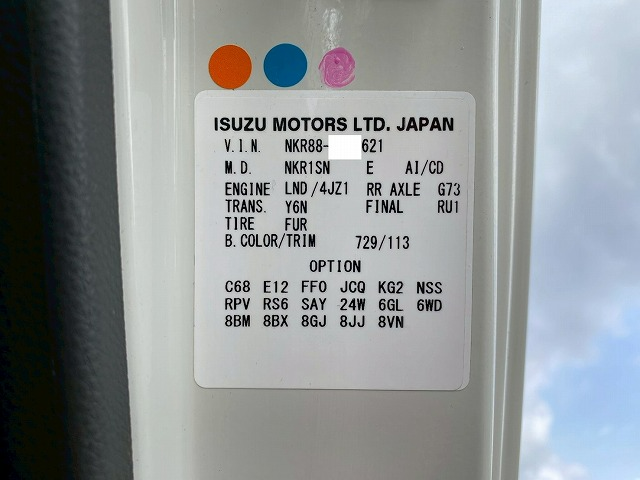 ISUZU MOTORS LTD. JAPAN
V.I.N. NKR88- 621
M.D. NKR1SN E AI/CD
ENGINE LND/4JZ1 RR AXLE G73
TRANS. Y6N FINAL RU1
TIRE FUR
B.COLOR/TRIM 729/113
OPTION
C68 E12 FF0 JCQ KG2 NSS
RPV RS6 SAY 24W 6GL 6WD
8BM 8BX 8GJ 8JJ 8VN